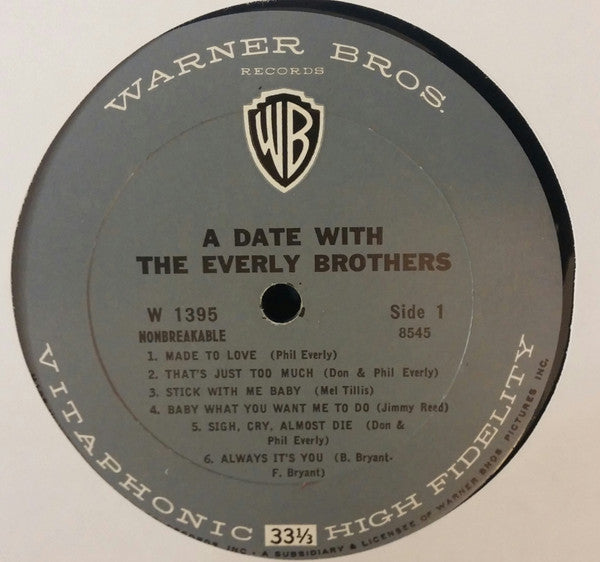 WARNER BROS.
RECORDS
WB
A DATE WITH
THE EVERLY BROTHERS
W 1395
Side 1
NONBREAKABLE
8545
1. MADE TO LOVE (Phil Everly)
2. THAT'S JUST TOO MUCH (Don & Phil Everly)
3. STICK WITH ME BABY (Mel Tillis)
4. BABY WHAT YOU WANT ME TO DO (Jimmy Reed)
5. SIGH, CRY, ALMOST DIE (Don &
Phil Everly)
6. ALWAYS IT'S YOU (B. Bryant-
F. Bryant)
VITAPHONIC 33⅓ HIGH FIDELITY
INC. • A SUBSIDIARY & LICENSEE OF WARNER BROS. PICTURES INC.